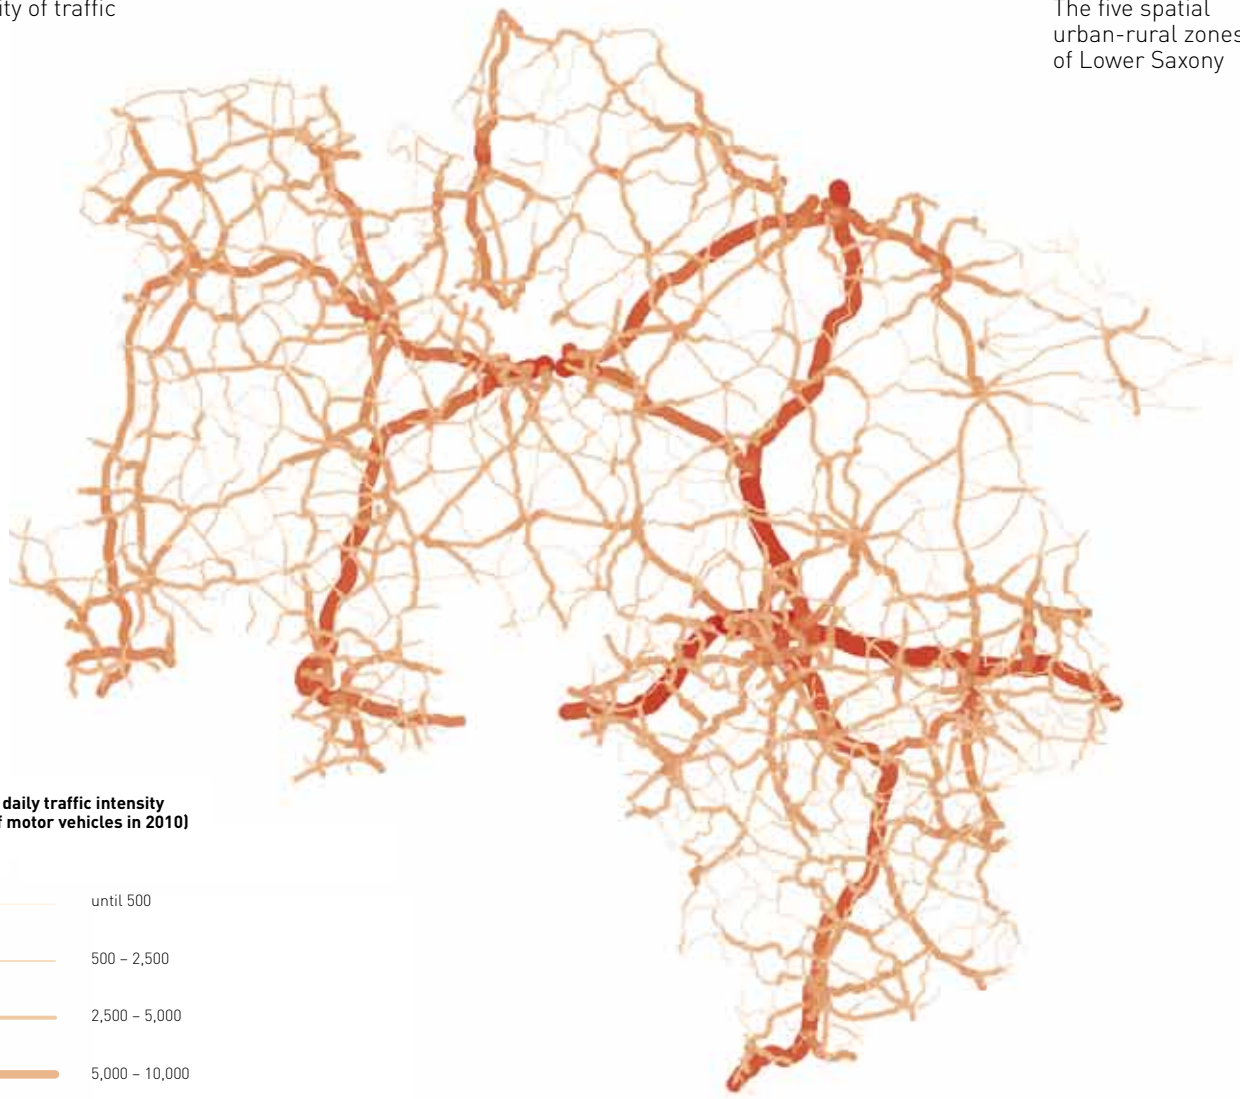 ity of traffic
The five spatial
urban-rural zones
of Lower Saxony
daily traffic intensity
f motor vehicles in 2010)
until 500
500 – 2,500
2,500 – 5,000
5,000 – 10,000